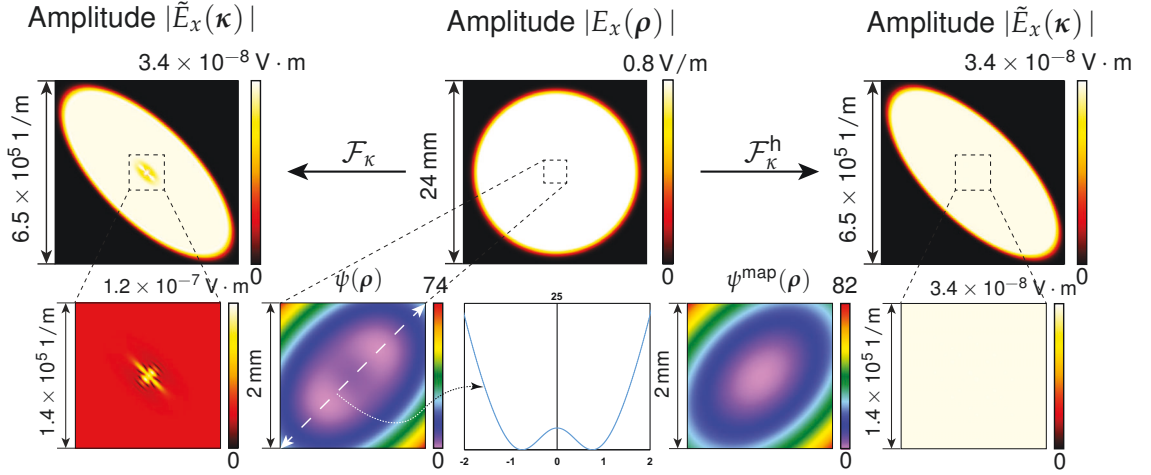 Amplitude |Ẽₓ(κ)|
Amplitude |Eₓ(ρ)|
Amplitude |Ẽₓ(κ)|
3.4 × 10⁻⁸ V · m
0.8 V/m
3.4 × 10⁻⁸ V · m
6.5 × 10⁵ 1/m
0
ℱκ
24 mm
0
ℱκʰ
6.5 × 10⁵ 1/m
0
1.2 × 10⁻⁷ V · m
ψ(ρ)
74
25
ψᵐᵃᵖ(ρ)
82
3.4 × 10⁻⁸ V · m
1.4 × 10⁵ 1/m
0
2 mm
0
-2 -1 0 1 2
2 mm
0
1.4 × 10⁵ 1/m
0